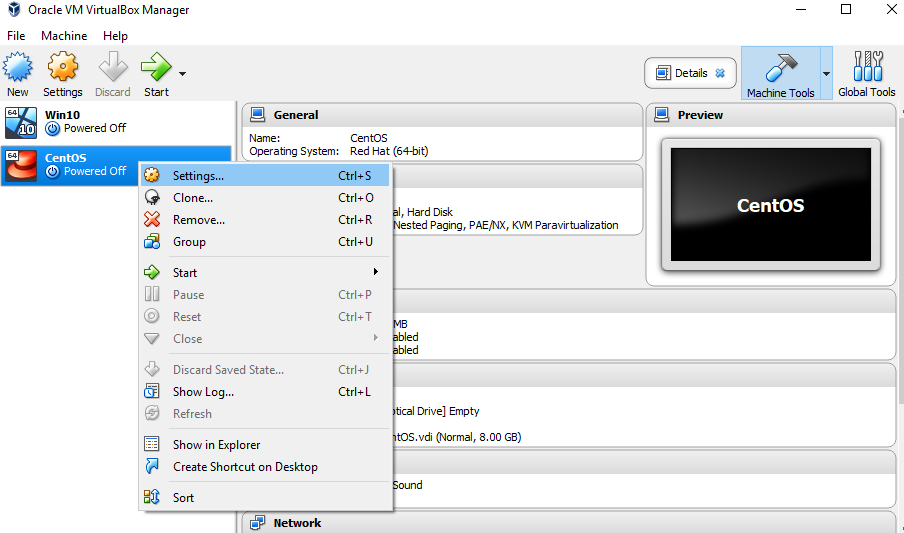 Oracle VM VirtualBox Manager
File Machine Help
New Settings Discard Start Details Machine Tools Global Tools
64 10 Win10
Powered Off
64 CentOS
Powered Off
General
Name: CentOS
Operating System: Red Hat (64-bit)
Preview
CentOS
Settings... Ctrl+S
Clone... Ctrl+O
Remove... Ctrl+R
Group Ctrl+U
Start
Pause Ctrl+P
Reset Ctrl+T
Close
Discard Saved State... Ctrl+J
Show Log... Ctrl+L
Refresh
Show in Explorer
Create Shortcut on Desktop
Sort
al, Hard Disk
Nested Paging, PAE/NX, KVM Paravirtualization
MB
abled
abled
ptical Drive] Empty
ntOS.vdi (Normal, 8.00 GB)
Sound
Network